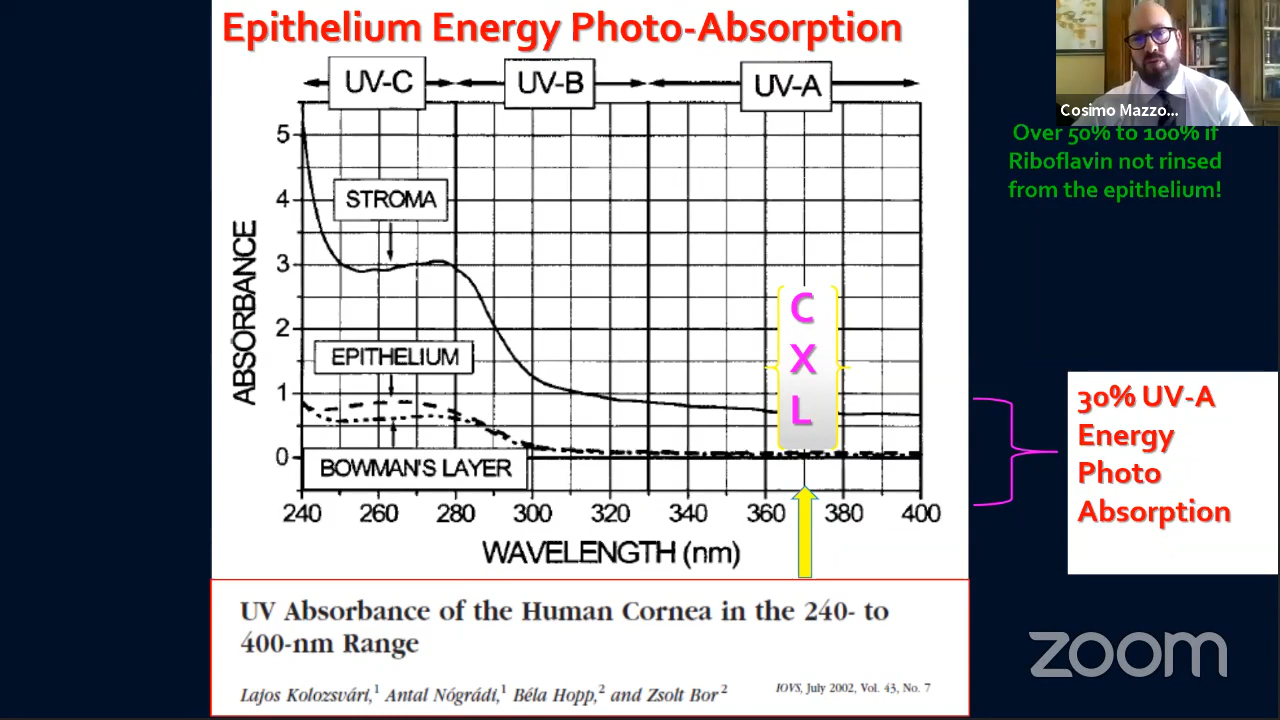 Epithelium Energy Photo-Absorption
UV-C
UV-B
UV-A
5
4
3
2
1
0
ABSORBANCE
STROMA
EPITHELIUM
BOWMAN'S LAYER
C
X
L
240 260 280 300 320 340 360 380 400
WAVELENGTH (nm)
Cosimo Mazzo...
Over 50% to 100% if
Riboflavin not rinsed
from the epithelium!
30% UV-A
Energy
Photo
Absorption
UV Absorbance of the Human Cornea in the 240- to
400-nm Range
Lajos Kolozsvári,1 Antal Nógrádi,1 Béla Hopp,2 and Zsolt Bor2
IOVS, July 2002, Vol. 43, No. 7
zoom